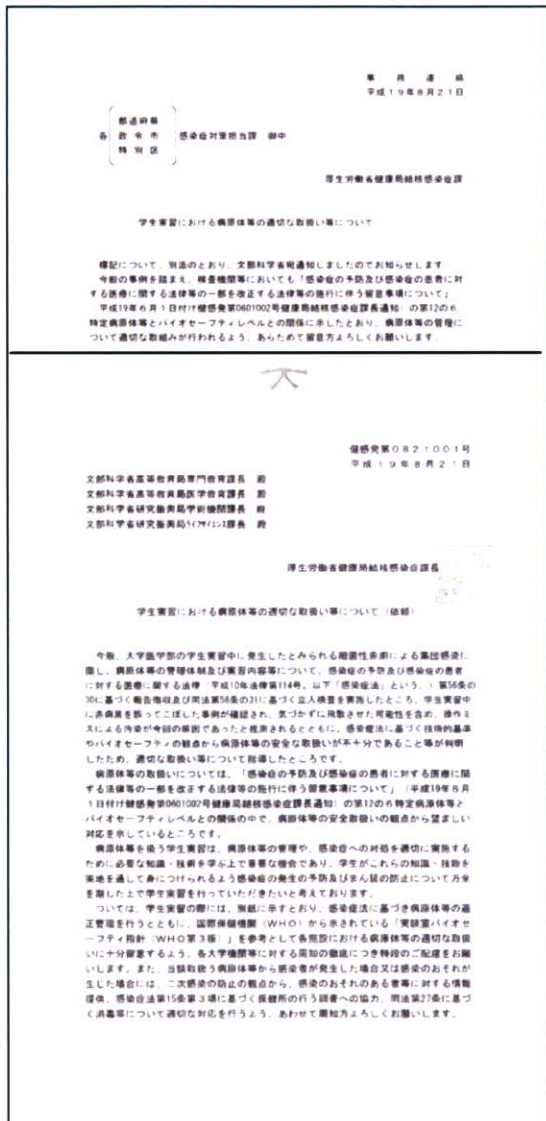 事務連絡
平成19年8月21日
都道府県
各 政令市 感染症対策担当課 御中
特別区
厚生労働省健康局結核感染症課
学生実習における病原体等の適切な取扱い等について
標記について、別添のとおり、文部科学省宛通知しましたのでお知らせします。
今般の事例を踏まえ、検査機関等においても「感染症の予防及び感染症の患者に対
する医療に関する法律等の一部を改正する法律等の施行に伴う留意事項について」
平成19年6月1日付け健感発第0601002号健康局結核感染症課長通知）の第12の6
特定病原体等とバイオセーフティレベルとの関係に示したとおり、病原体等の管理に
ついて適切な取組みが行われるよう、あらためて留意方よろしくお願いします。
健感発第0821001号
平成19年8月21日
文部科学省高等教育局専門教育課長 殿
文部科学省高等教育局医学教育課長 殿
文部科学省研究振興局学術機関課長 殿
文部科学省研究振興局ライフサイエンス課長 殿
厚生労働省健康局結核感染症課長
学生実習における病原体等の適切な取扱い等について（依頼）
今般、大学医学部の学生実習中に発生したとみられる細菌性赤痢による集団感染に
際し、病原体等の管理体制及び実習内容等について、感染症の予防及び感染症の患者
に対する医療に関する法律（平成10年法律第114号。以下「感染症法」という。）第56条の
30に基づく報告徴収及び同法第56条の31に基づく立入検査を実施したところ、学生実習中
に赤痢菌を誤ってこぼした事例が確認され、気づかずに飛散させた可能性を含め、操作ミ
スによる汚染が今回の原因であったと推測されるとともに、感染症法に基づく技術的基準
やバイオセーフティの観点から病原体等の安全な取扱いが不十分であること等が判明
したため、適切な取扱い等について指導したところです。
病原体等の取扱いについては、「感染症の予防及び感染症の患者に対する医療に関
する法律等の一部を改正する法律等の施行に伴う留意事項について」（平成19年6月
1日付け健感発第0601002号健康局結核感染症課長通知）の第12の6特定病原体等と
バイオセーフティレベルとの関係の中で、病原体等の安全取扱いの観点から望ましい
対応を示しているところです。
病原体等を扱う学生実習は、病原体等の管理や、感染症への対処を適切に実施する
ために必要な知識・技術を学ぶ上で重要な機会であり、学生がこれらの知識・技能を
実地を通して身につけられるよう感染症の発生の予防及びまん延の防止について万全
を期した上で学生実習を行っていただきたいと考えております。
ついては、学生実習の際には、別紙に示すとおり、感染症法に基づき病原体等の適
正管理を行うとともに、国際保健機関（WHO）から示されている「実験室バイオセ
ーフティ指針（WHO第3版）」を参考として各施設における病原体等の適切な取扱
いに十分留意するよう、各大学機関等に対する周知の徹底につき特段のご配慮をお願
いします。また、当該取扱う病原体等から感染者が発生した場合又は感染のおそれが
生じた場合には、二次感染の防止の観点から、感染のおそれのある者等に対する情報
提供、感染症法第15条第3項に基づく保健所の行う調査への協力、同法第27条に基づ
く消毒等について適切な対応を行うよう、あわせて周知方よろしくお願いします。